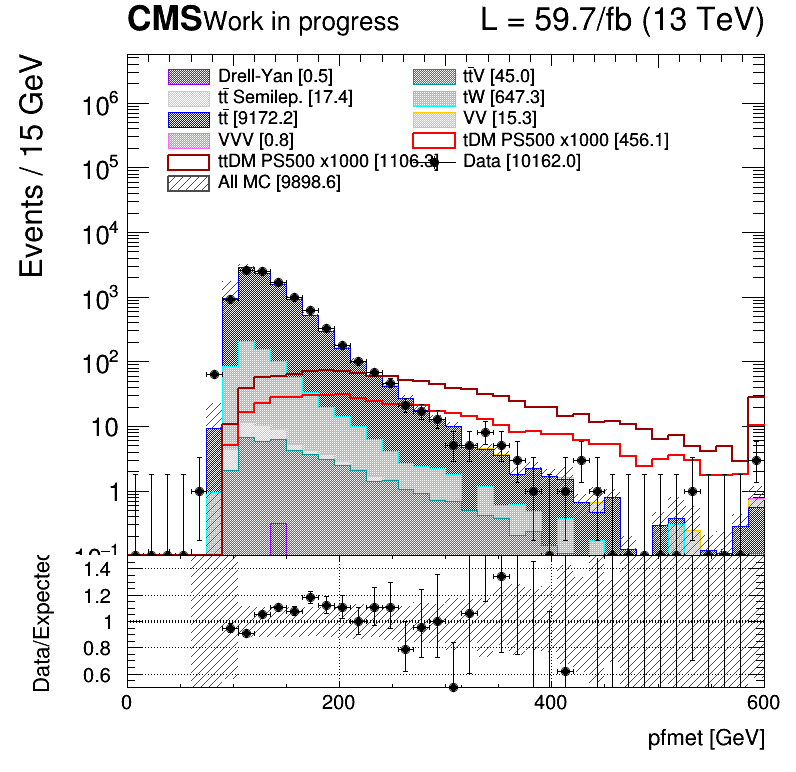 CMS Work in progress L = 59.7/fb (13 TeV)
Events / 15 GeV
Drell-Yan [0.5] tt̄V [45.0]
tt̄ Semilep. [17.4] tW [647.3]
tt̄ [9172.2] VV [15.3]
VVV [0.8] tDM PS500 x1000 [456.1]
ttDM PS500 x1000 [1106.3] Data [10162.0]
All MC [9898.6]
10⁶
10⁵
10⁴
10³
10²
10
1
10⁻¹
Data/Expected
1.4
1.2
1
0.8
0.6
0 200 400 600
pfmet [GeV]